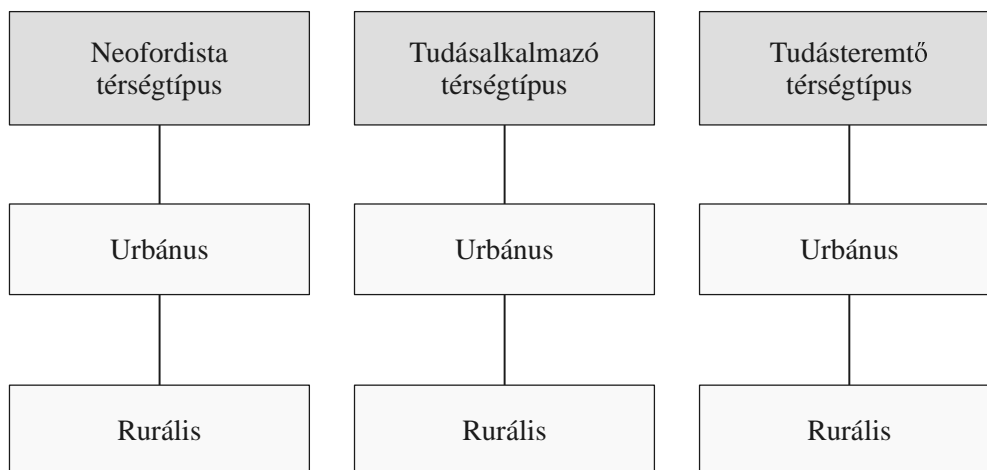 Neofordista
térségtípus
Tudásalkalmazó
térségtípus
Tudásteremtő
térségtípus
Urbánus
Urbánus
Urbánus
Rurális
Rurális
Rurális